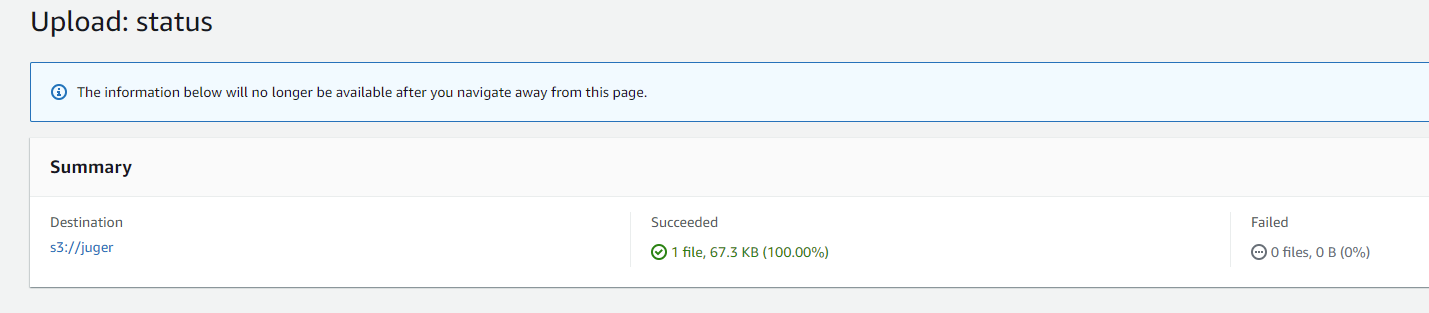 Upload: status
The information below will no longer be available after you navigate away from this page.
Summary
Destination
s3://juger
Succeeded
1 file, 67.3 KB (100.00%)
Failed
0 files, 0 B (0%)